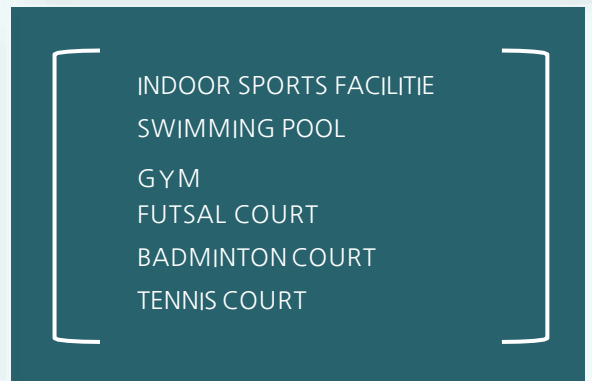 INDOOR SPORTS FACILITIE
SWIMMING POOL
GYM
FUTSAL COURT
BADMINTON COURT
TENNIS COURT